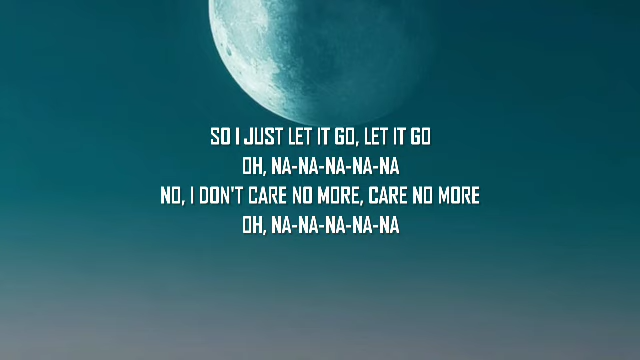 SO I JUST LET IT GO, LET IT GO
OH, NA-NA-NA-NA-NA
NO, I DON'T CARE NO MORE, CARE NO MORE
OH, NA-NA-NA-NA-NA